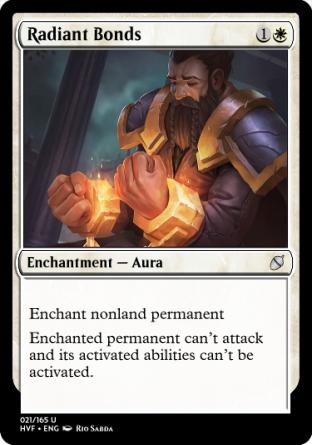 Radiant Bonds 1
Enchantment — Aura
Enchant nonland permanent
Enchanted permanent can’t attack
and its activated abilities can’t be
activated.
021/165 U
HVF • ENG Rio Sabda